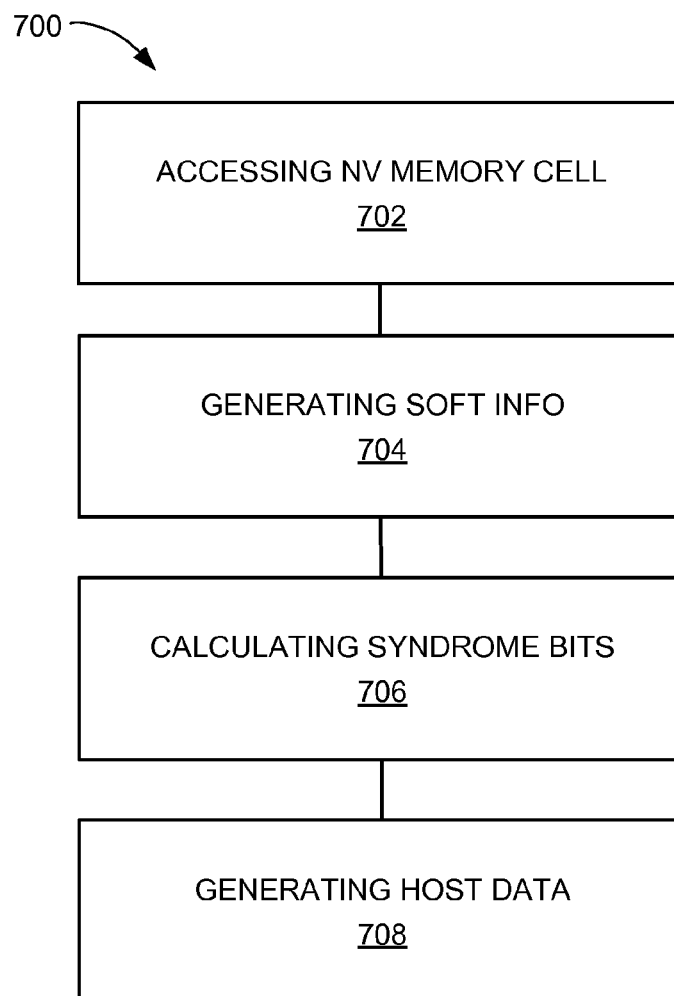 700
ACCESSING NV MEMORY CELL
702
GENERATING SOFT INFO
704
CALCULATING SYNDROME BITS
706
GENERATING HOST DATA
708